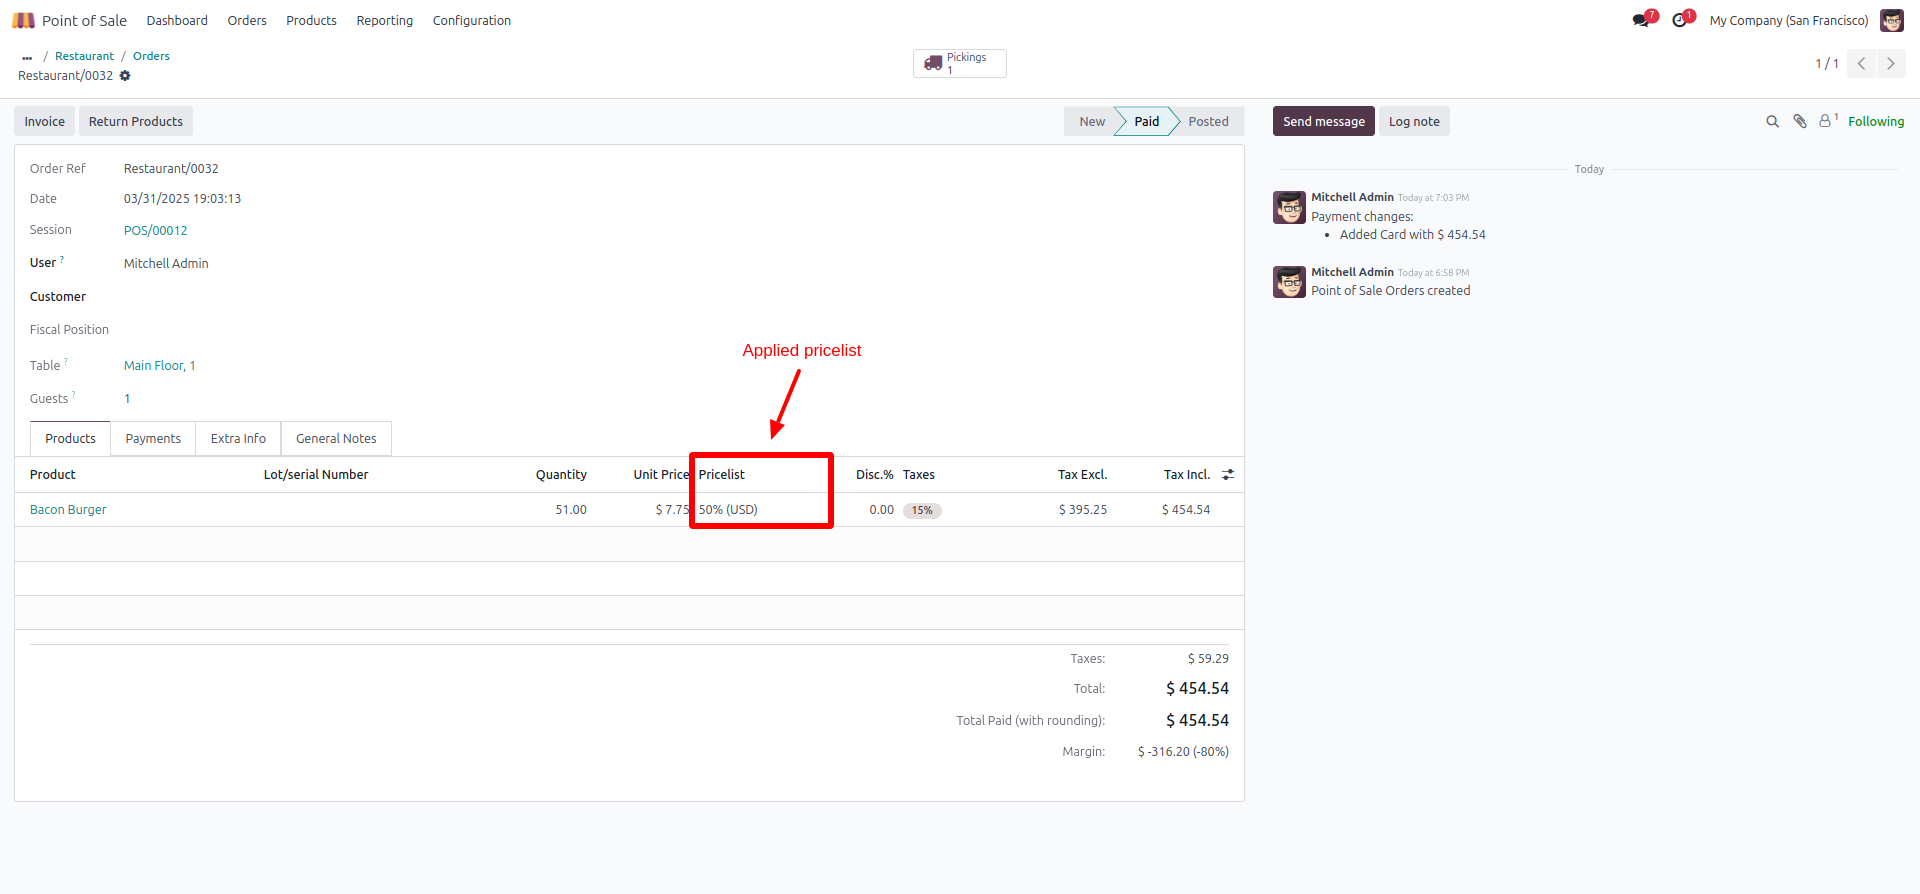 Point of Sale Dashboard Orders Products Reporting Configuration 7 1 My Company (San Francisco)
... / Restaurant / Orders
Restaurant/0032
Pickings
1
1 / 1
Invoice Return Products New Paid Posted
Send message Log note 1 Following
Order Ref Restaurant/0032
Date 03/31/2025 19:03:13
Session POS/00012
User ? Mitchell Admin
Customer
Fiscal Position
Table ? Main Floor, 1
Guests ? 1
Applied pricelist
Products Payments Extra Info General Notes
Product Lot/serial Number Quantity Unit Price Pricelist Disc.% Taxes Tax Excl. Tax Incl.
Bacon Burger 51.00 $ 7.75 50% (USD) 0.00 15% $ 395.25 $ 454.54
Taxes: $ 59.29
Total: $ 454.54
Total Paid (with rounding): $ 454.54
Margin: $ -316.20 (-80%)
Today
Mitchell Admin Today at 7:03 PM
Payment changes:
• Added Card with $ 454.54
Mitchell Admin Today at 6:58 PM
Point of Sale Orders created